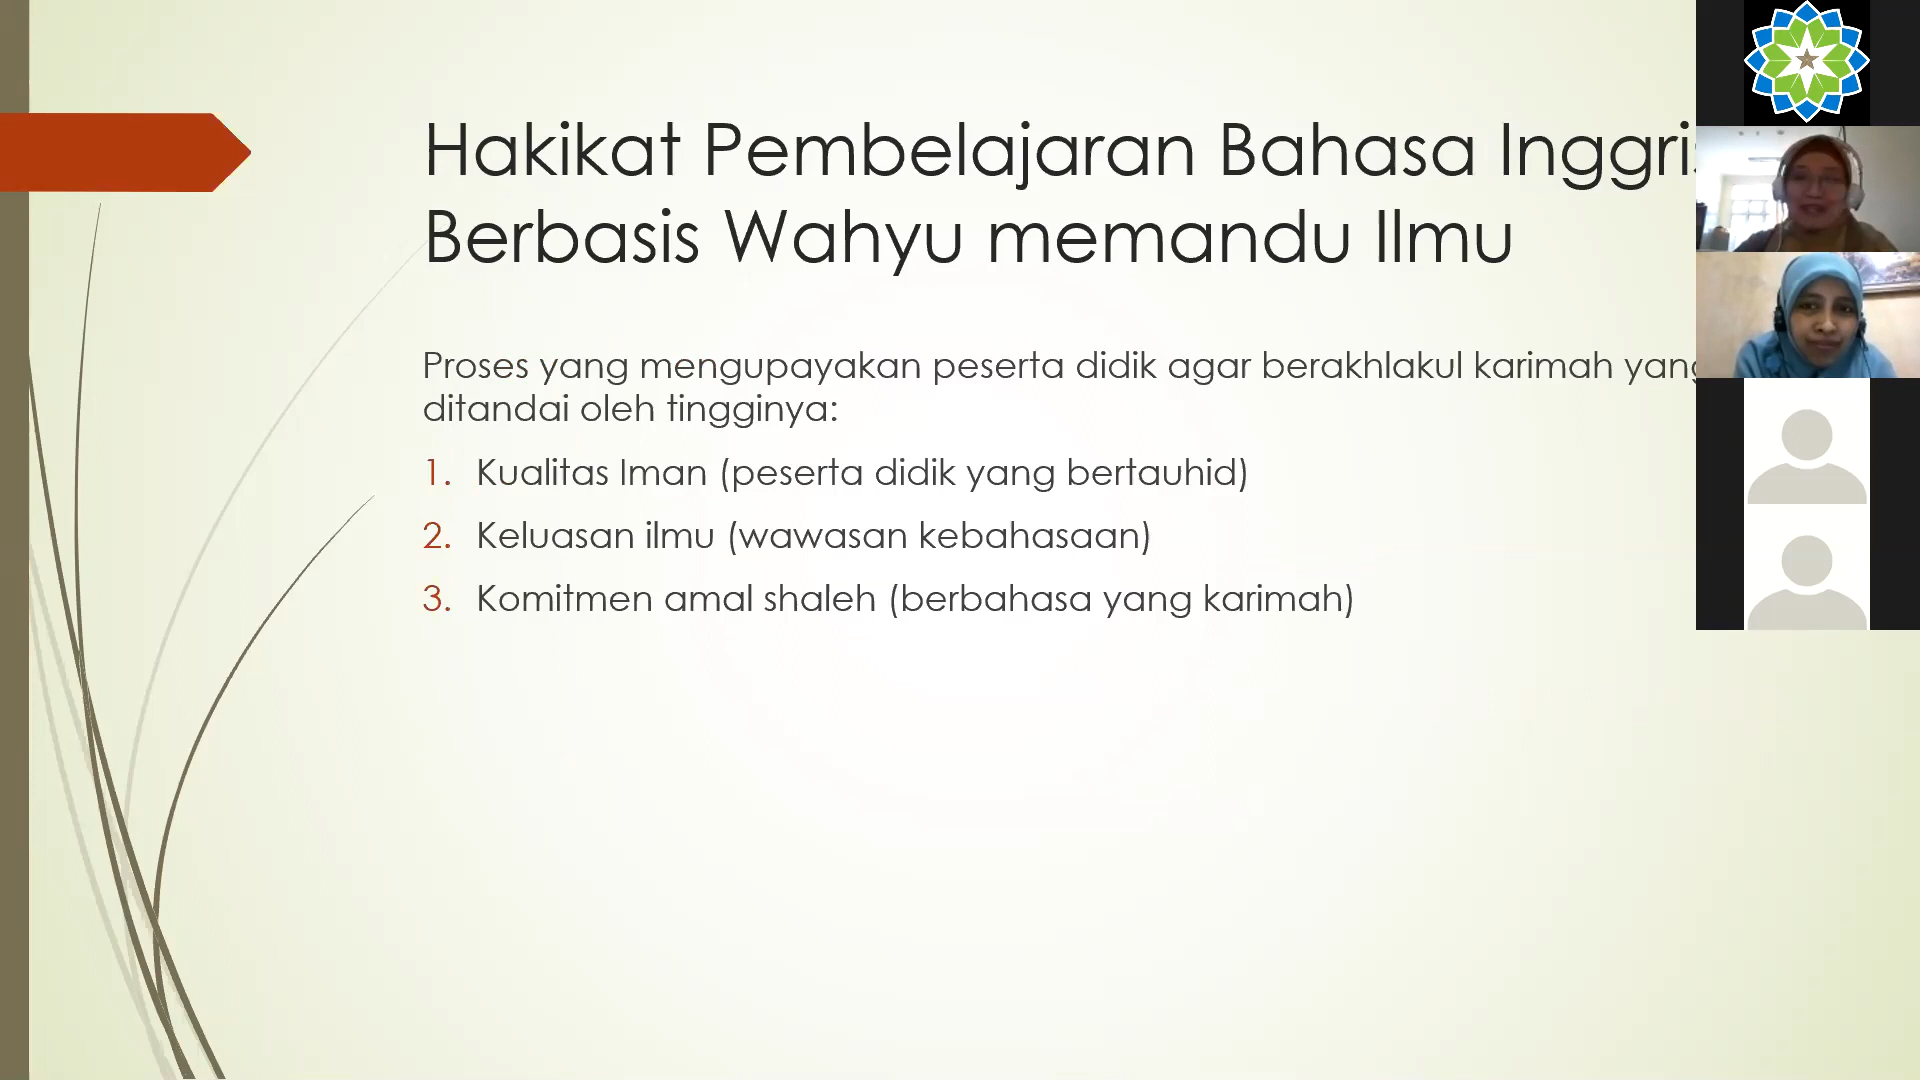 Hakikat Pembelajaran Bahasa Inggris
Berbasis Wahyu memandu Ilmu
Proses yang mengupayakan peserta didik agar berakhlakul karimah yang
ditandai oleh tingginya:
1. Kualitas Iman (peserta didik yang bertauhid)
2. Keluasan ilmu (wawasan kebahasaan)
3. Komitmen amal shaleh (berbahasa yang karimah)